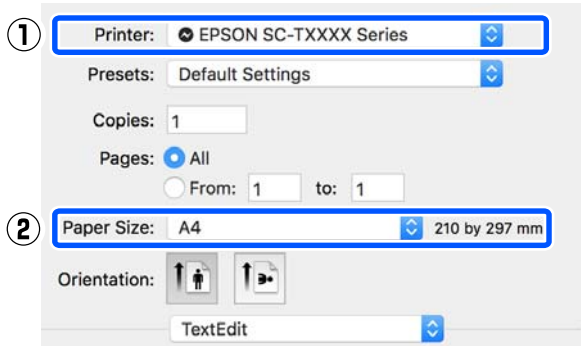 ① Printer: EPSON SC-TXXXX Series
Presets: Default Settings
Copies: 1
Pages: All
From: 1 to: 1
② Paper Size: A4 210 by 297 mm
Orientation:
TextEdit